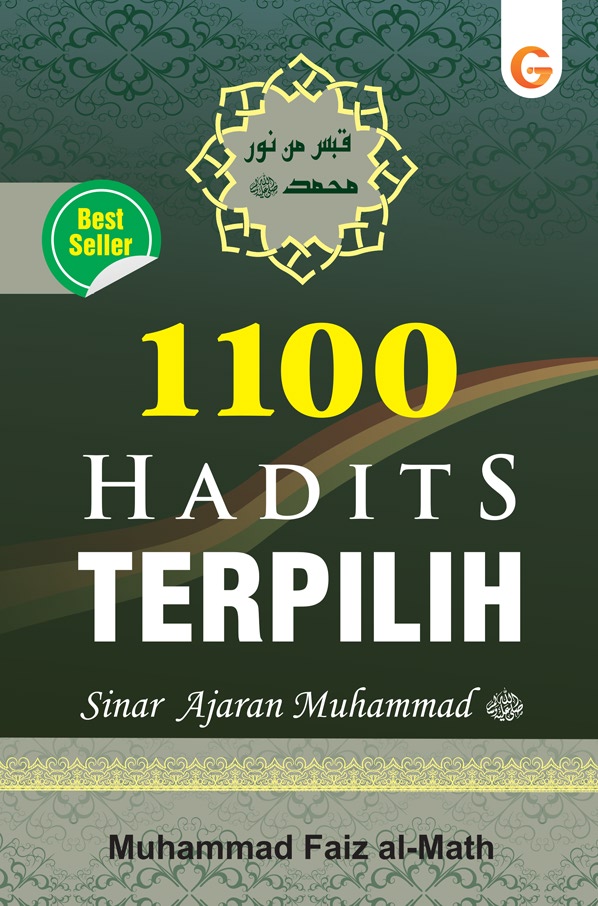 G
قبس من نور
محمد ﷺ
Best
Seller
1100
HADITS
TERPILIH
Sinar Ajaran Muhammad ﷺ
Muhammad Faiz al-Math